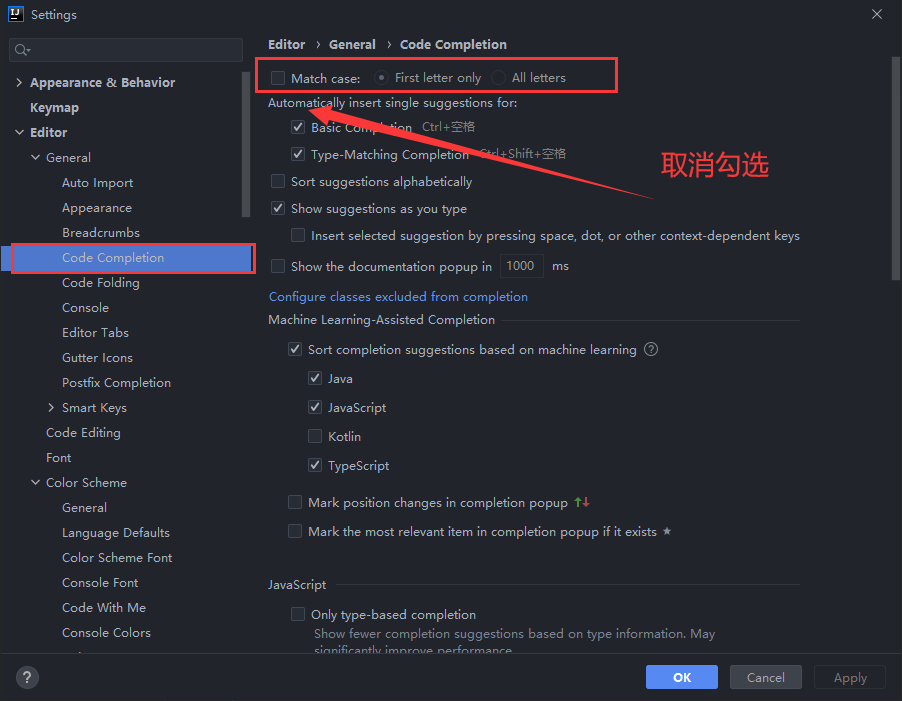 Settings
Editor › General › Code Completion
Appearance & Behavior
Keymap
Editor
General
Auto Import
Appearance
Breadcrumbs
Code Completion
Code Folding
Console
Editor Tabs
Gutter Icons
Postfix Completion
Smart Keys
Code Editing
Font
Color Scheme
General
Language Defaults
Color Scheme Font
Console Font
Code With Me
Console Colors
Match case: First letter only All letters
Automatically insert single suggestions for:
Basic Completion Ctrl+空格
Type-Matching Completion Ctrl+Shift+空格
取消勾选
Sort suggestions alphabetically
Show suggestions as you type
Insert selected suggestion by pressing space, dot, or other context-dependent keys
Show the documentation popup in 1000 ms
Configure classes excluded from completion
Machine Learning-Assisted Completion
Sort completion suggestions based on machine learning ?
Java
JavaScript
Kotlin
TypeScript
Mark position changes in completion popup
Mark the most relevant item in completion popup if it exists
JavaScript
Only type-based completion
Show fewer completion suggestions based on type information. May
significantly improve performance.
? OK Cancel Apply